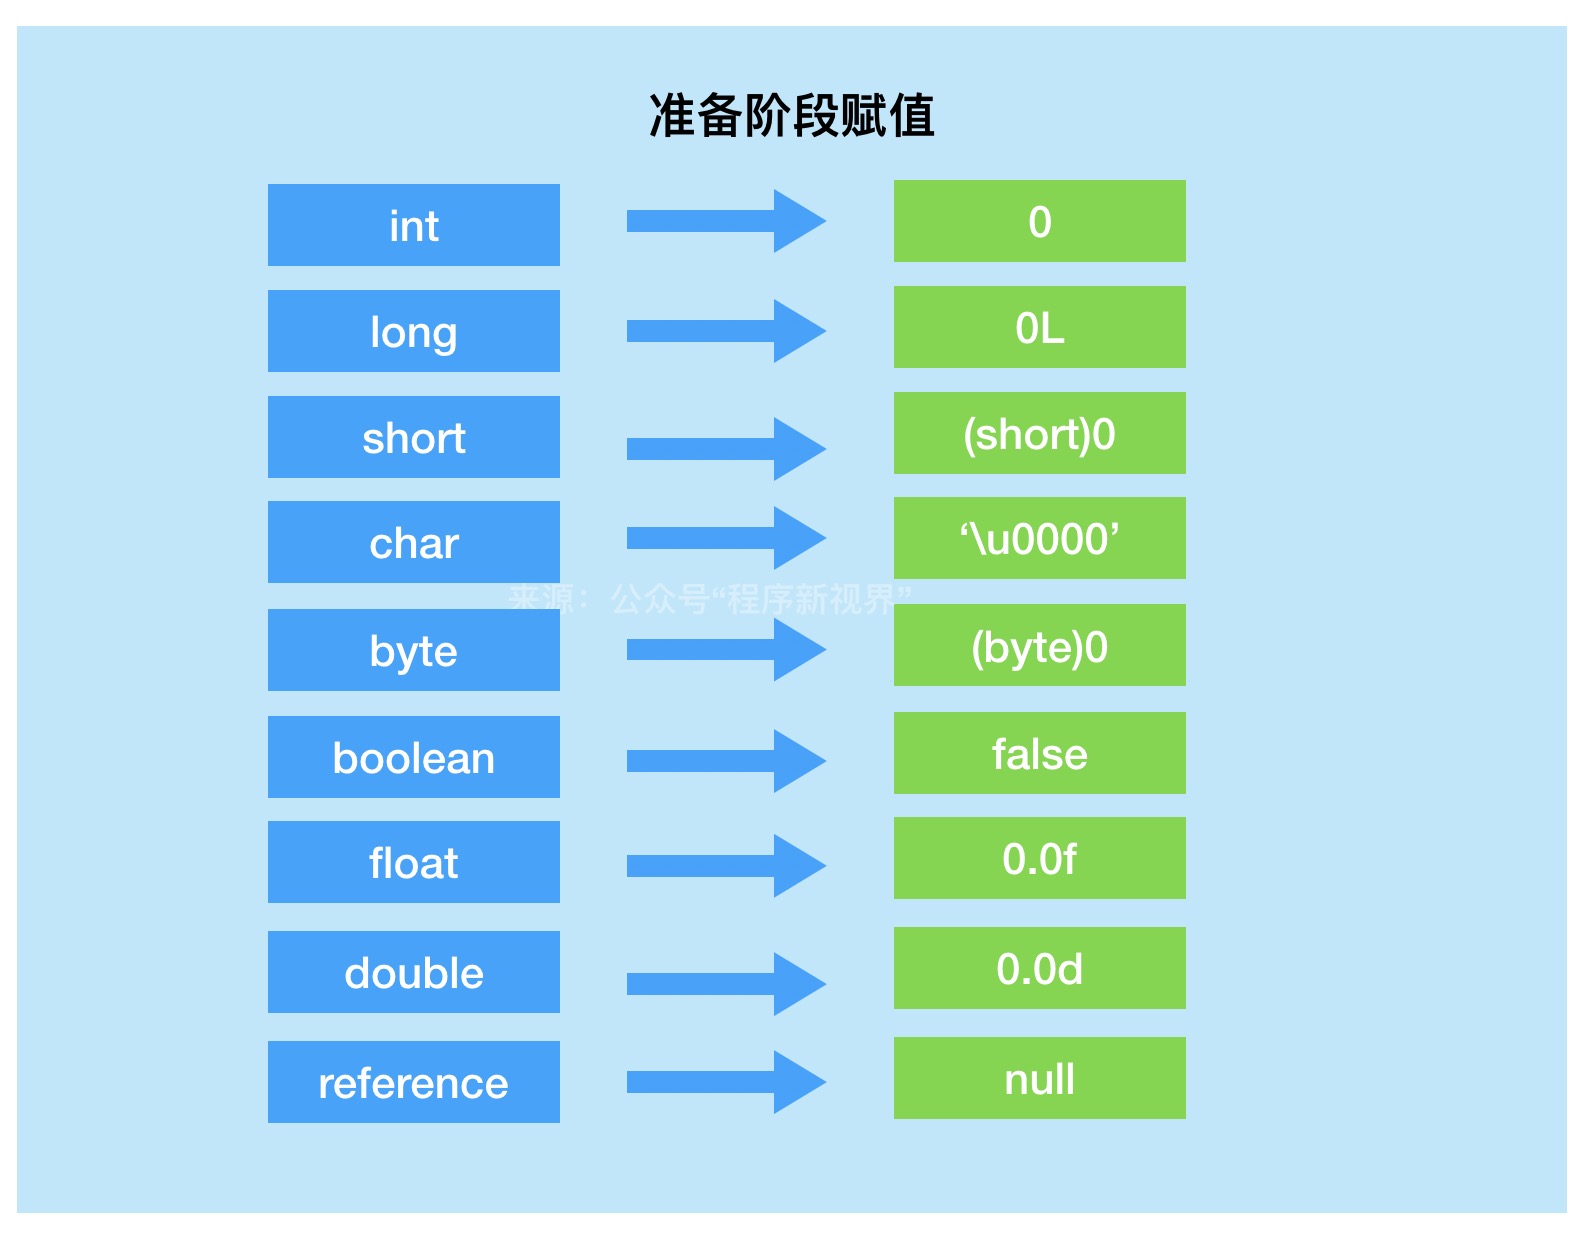 准备阶段赋值
int
0
long
0L
short
(short)0
char
‘\u0000’
来源：公众号“程序新视界”
byte
(byte)0
boolean
false
float
0.0f
double
0.0d
reference
null